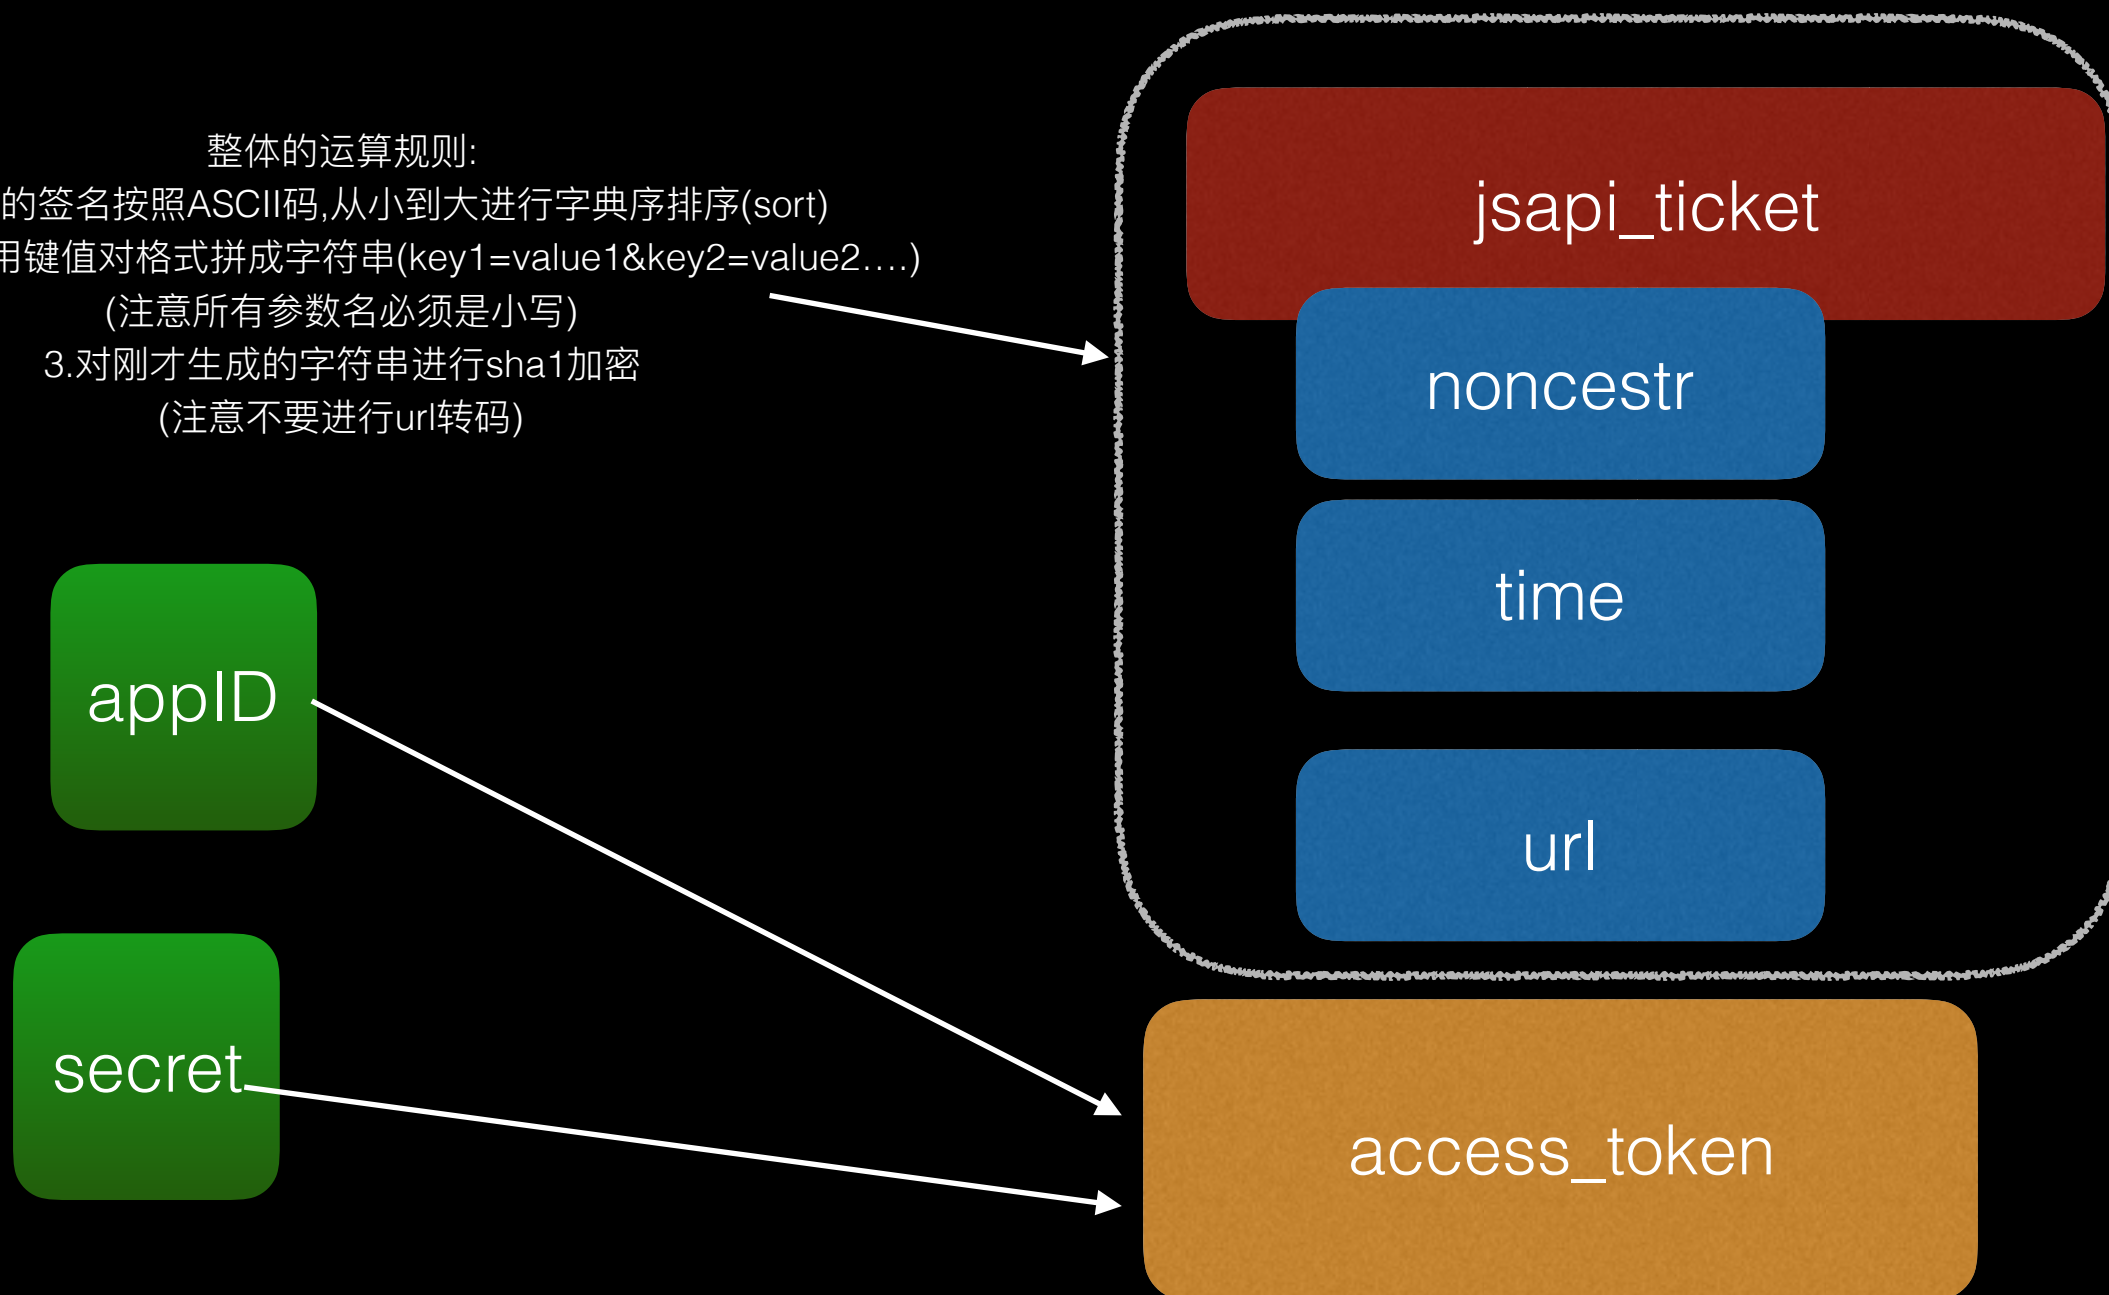 整体的运算规则:
的签名按照ASCII码,从小到大进行字典序排序(sort)
用键值对格式拼成字符串(key1=value1&key2=value2….)
(注意所有参数名必须是小写)
3.对刚才生成的字符串进行sha1加密
(注意不要进行url转码)
jsapi_ticket
noncestr
time
url
appID
secret
access_token